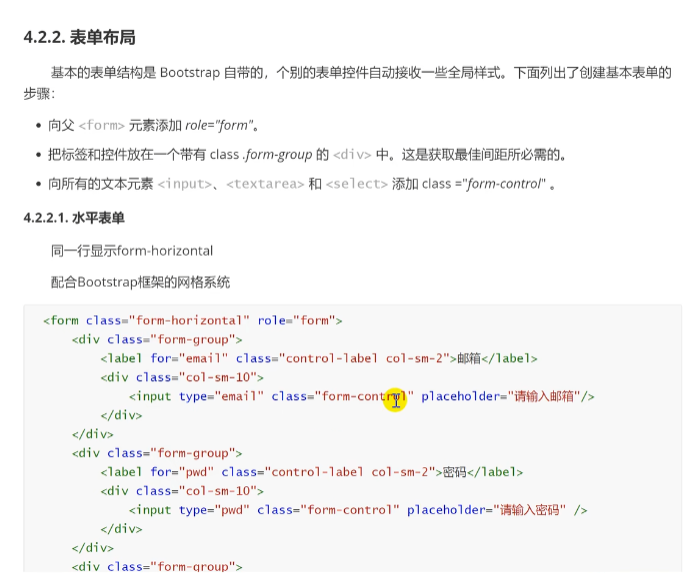 4.2.2. 表单布局
基本的表单结构是 Bootstrap 自带的，个别的表单控件自动接收一些全局样式。下面列出了创建基本表单的
步骤：
• 向父 <form> 元素添加 role="form"。
• 把标签和控件放在一个带有 class .form-group 的 <div> 中。这是获取最佳间距所必需的。
• 向所有的文本元素 <input>、<textarea> 和 <select> 添加 class ="form-control" 。
4.2.2.1. 水平表单
同一行显示form-horizontal
配合Bootstrap框架的网格系统
<form class="form-horizontal" role="form">
<div class="form-group">
<label for="email" class="control-label col-sm-2">邮箱</label>
<div class="col-sm-10">
<input type="email" class="form-control" placeholder="请输入邮箱"/>
</div>
</div>
<div class="form-group">
<label for="pwd" class="control-label col-sm-2">密码</label>
<div class="col-sm-10">
<input type="pwd" class="form-control" placeholder="请输入密码" />
</div>
</div>
<div class="form-group">